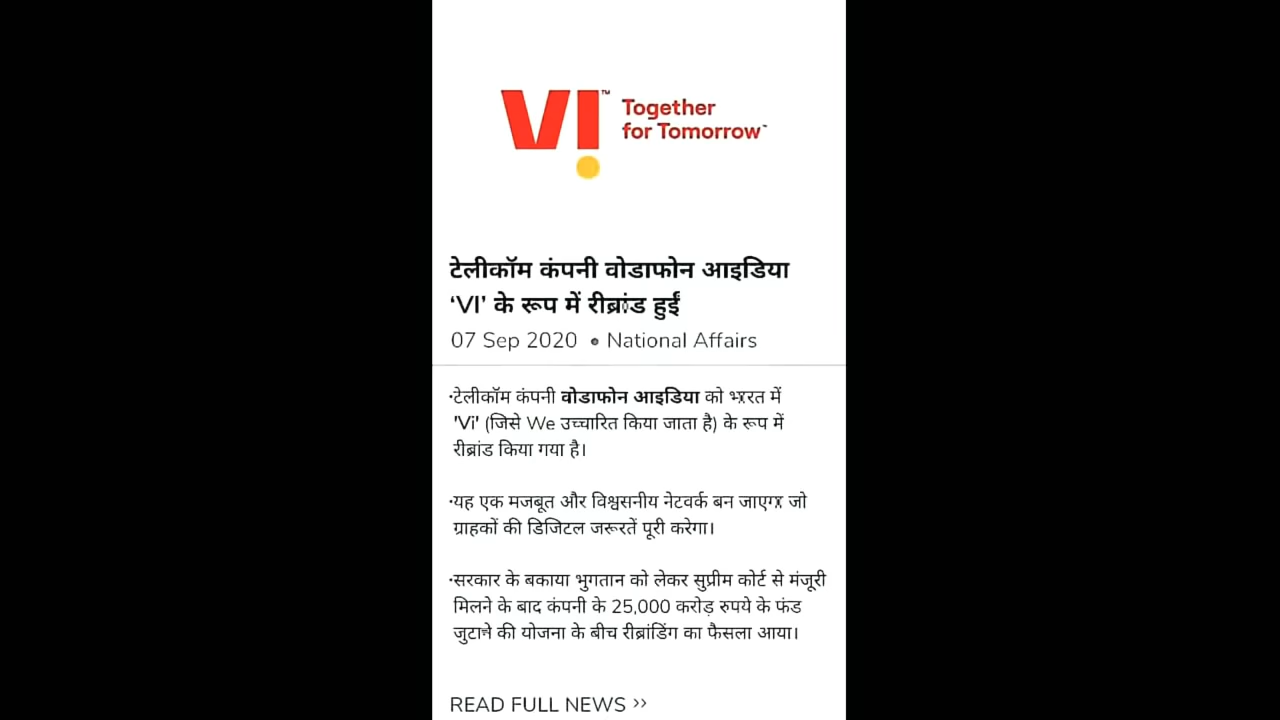 VI™ Together
for Tomorrow™
टेलीकॉम कंपनी वोडाफोन आइडिया
‘VI’ के रूप में रीब्रांड हुईं
07 Sep 2020 • National Affairs
·टेलीकॉम कंपनी वोडाफोन आइडिया को भारत में
'Vi' (जिसे We उच्चारित किया जाता है) के रूप में
रीब्रांड किया गया है।
·यह एक मजबूत और विश्वसनीय नेटवर्क बन जाएगा जो
ग्राहकों की डिजिटल जरूरतें पूरी करेगा।
·सरकार के बकाया भुगतान को लेकर सुप्रीम कोर्ट से मंजूरी
मिलने के बाद कंपनी के 25,000 करोड़ रुपये के फंड
जुटाने की योजना के बीच रीब्रांडिंग का फैसला आया।
READ FULL NEWS >>